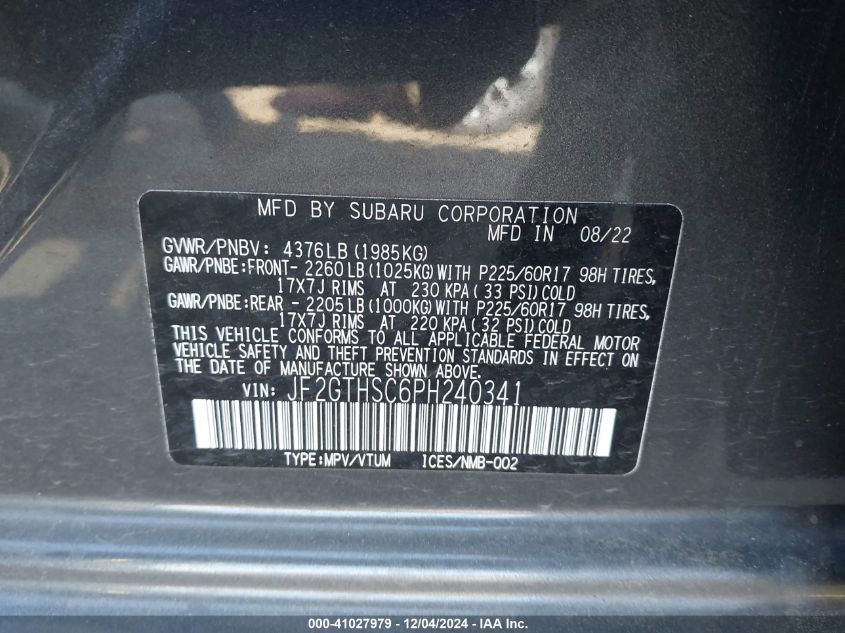 MFD BY SUBARU CORPORATION
MFD IN 08/22
GVWR/PNBV: 4376LB (1985KG)
GAWR/PNBE:FRONT- 2260 LB (1025KG) WITH P225/60R17 98H TIRES,
17X7J RIMS AT 230 KPA (33 PSI) COLD
GAWR/PNBE:REAR - 2205 LB (1000KG) WITH P225/60R17 98H TIRES,
17X7J RIMS AT 220 KPA (32 PSI) COLD
THIS VEHICLE CONFORMS TO ALL APPLICABLE FEDERAL MOTOR
VEHICLE SAFETY AND THEFT PREVENTION STANDARDS IN EFFECT ON
THE DATE OF MANUFACTURE SHOWN ABOVE.
VIN: JF2GTHSC6PH240341
TYPE:MPV/VTUM ICES/NMB-002
000-41027979 - 12/04/2024 - IAA Inc.